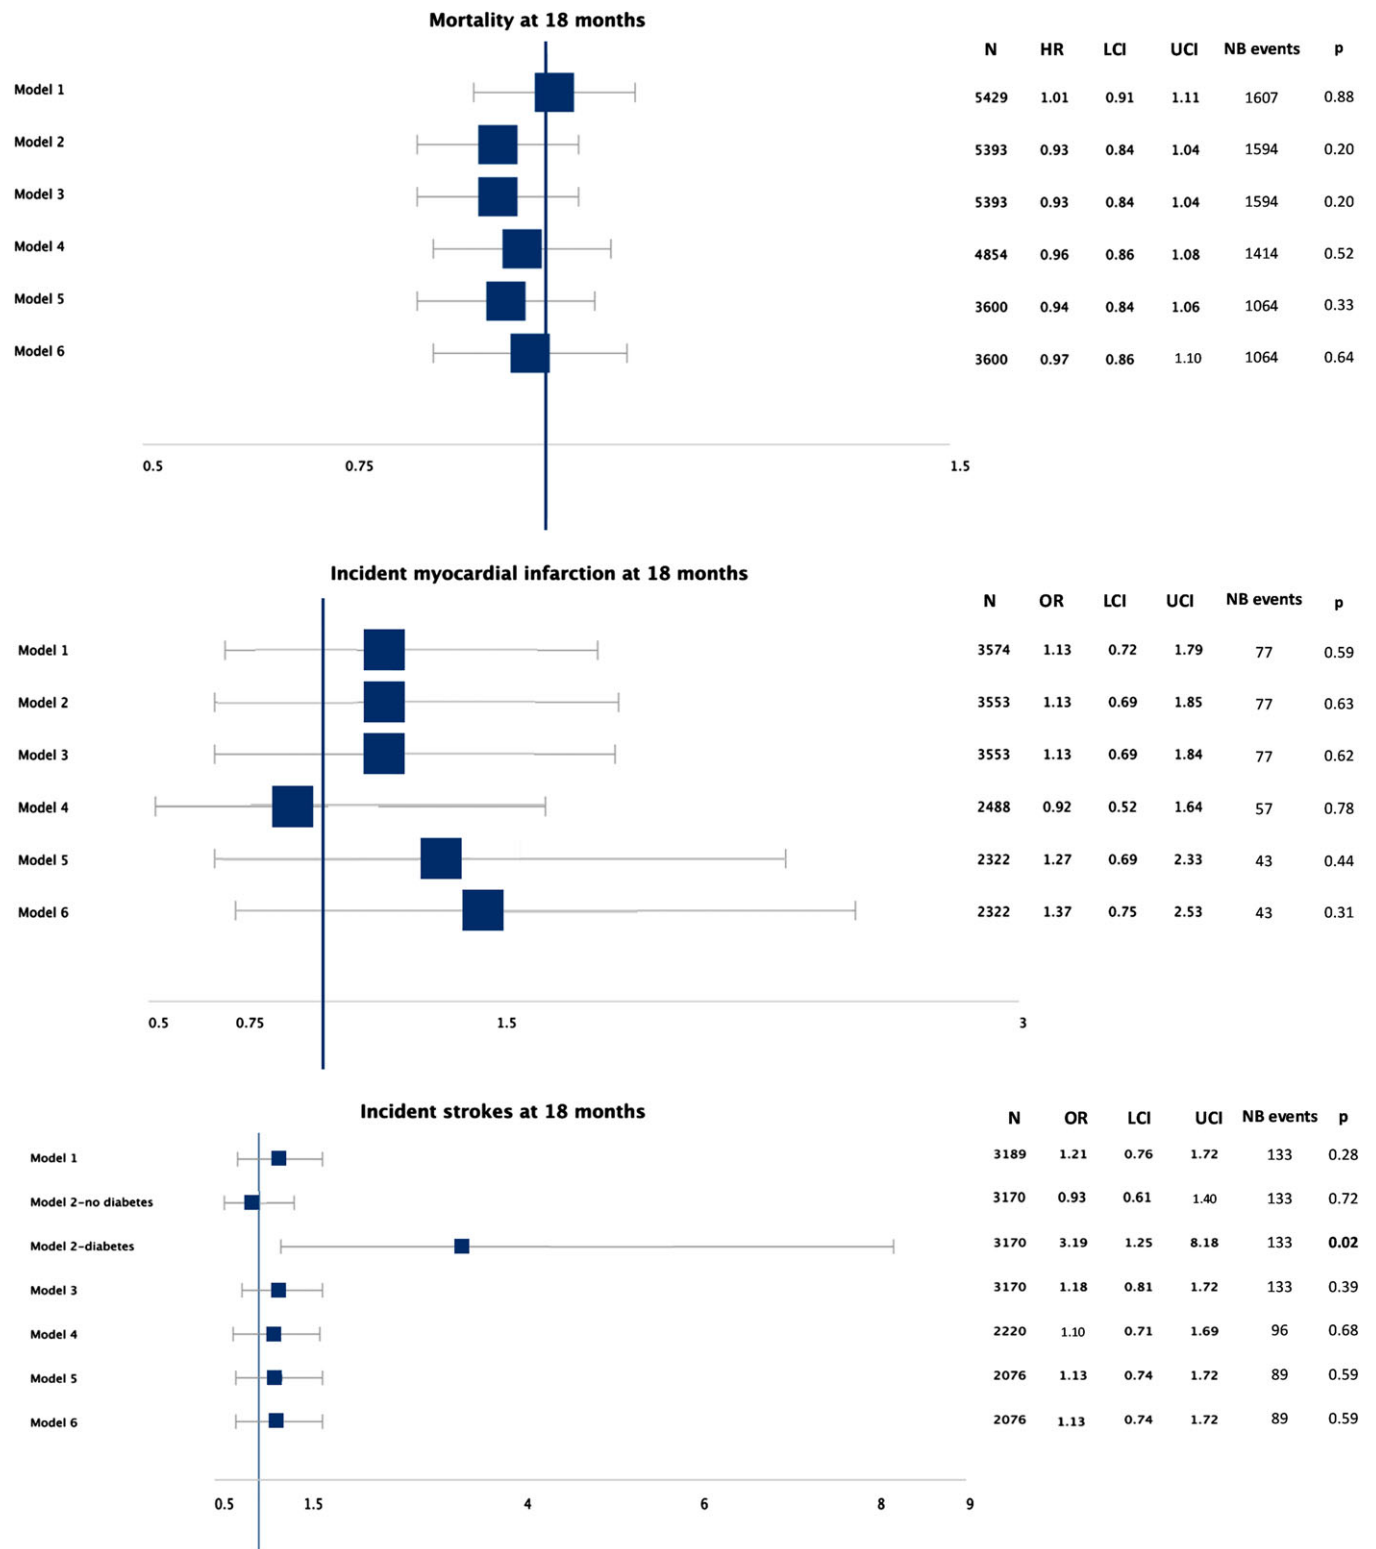 Mortality at 18 months
N HR LCI UCI NB events p
Model 1 5429 1.01 0.91 1.11 1607 0.88
Model 2 5393 0.93 0.84 1.04 1594 0.20
Model 3 5393 0.93 0.84 1.04 1594 0.20
Model 4 4854 0.96 0.86 1.08 1414 0.52
Model 5 3600 0.94 0.84 1.06 1064 0.33
Model 6 3600 0.97 0.86 1.10 1064 0.64
0.5 0.75 1.5
Incident myocardial infarction at 18 months
N OR LCI UCI NB events p
Model 1 3574 1.13 0.72 1.79 77 0.59
Model 2 3553 1.13 0.69 1.85 77 0.63
Model 3 3553 1.13 0.69 1.84 77 0.62
Model 4 2488 0.92 0.52 1.64 57 0.78
Model 5 2322 1.27 0.69 2.33 43 0.44
Model 6 2322 1.37 0.75 2.53 43 0.31
0.5 0.75 1.5 3
Incident strokes at 18 months
N OR LCI UCI NB events p
Model 1 3189 1.21 0.76 1.72 133 0.28
Model 2-no diabetes 3170 0.93 0.61 1.40 133 0.72
Model 2-diabetes 3170 3.19 1.25 8.18 133 0.02
Model 3 3170 1.18 0.81 1.72 133 0.39
Model 4 2220 1.10 0.71 1.69 96 0.68
Model 5 2076 1.13 0.74 1.72 89 0.59
Model 6 2076 1.13 0.74 1.72 89 0.59
0.5 1.5 4 6 8 9